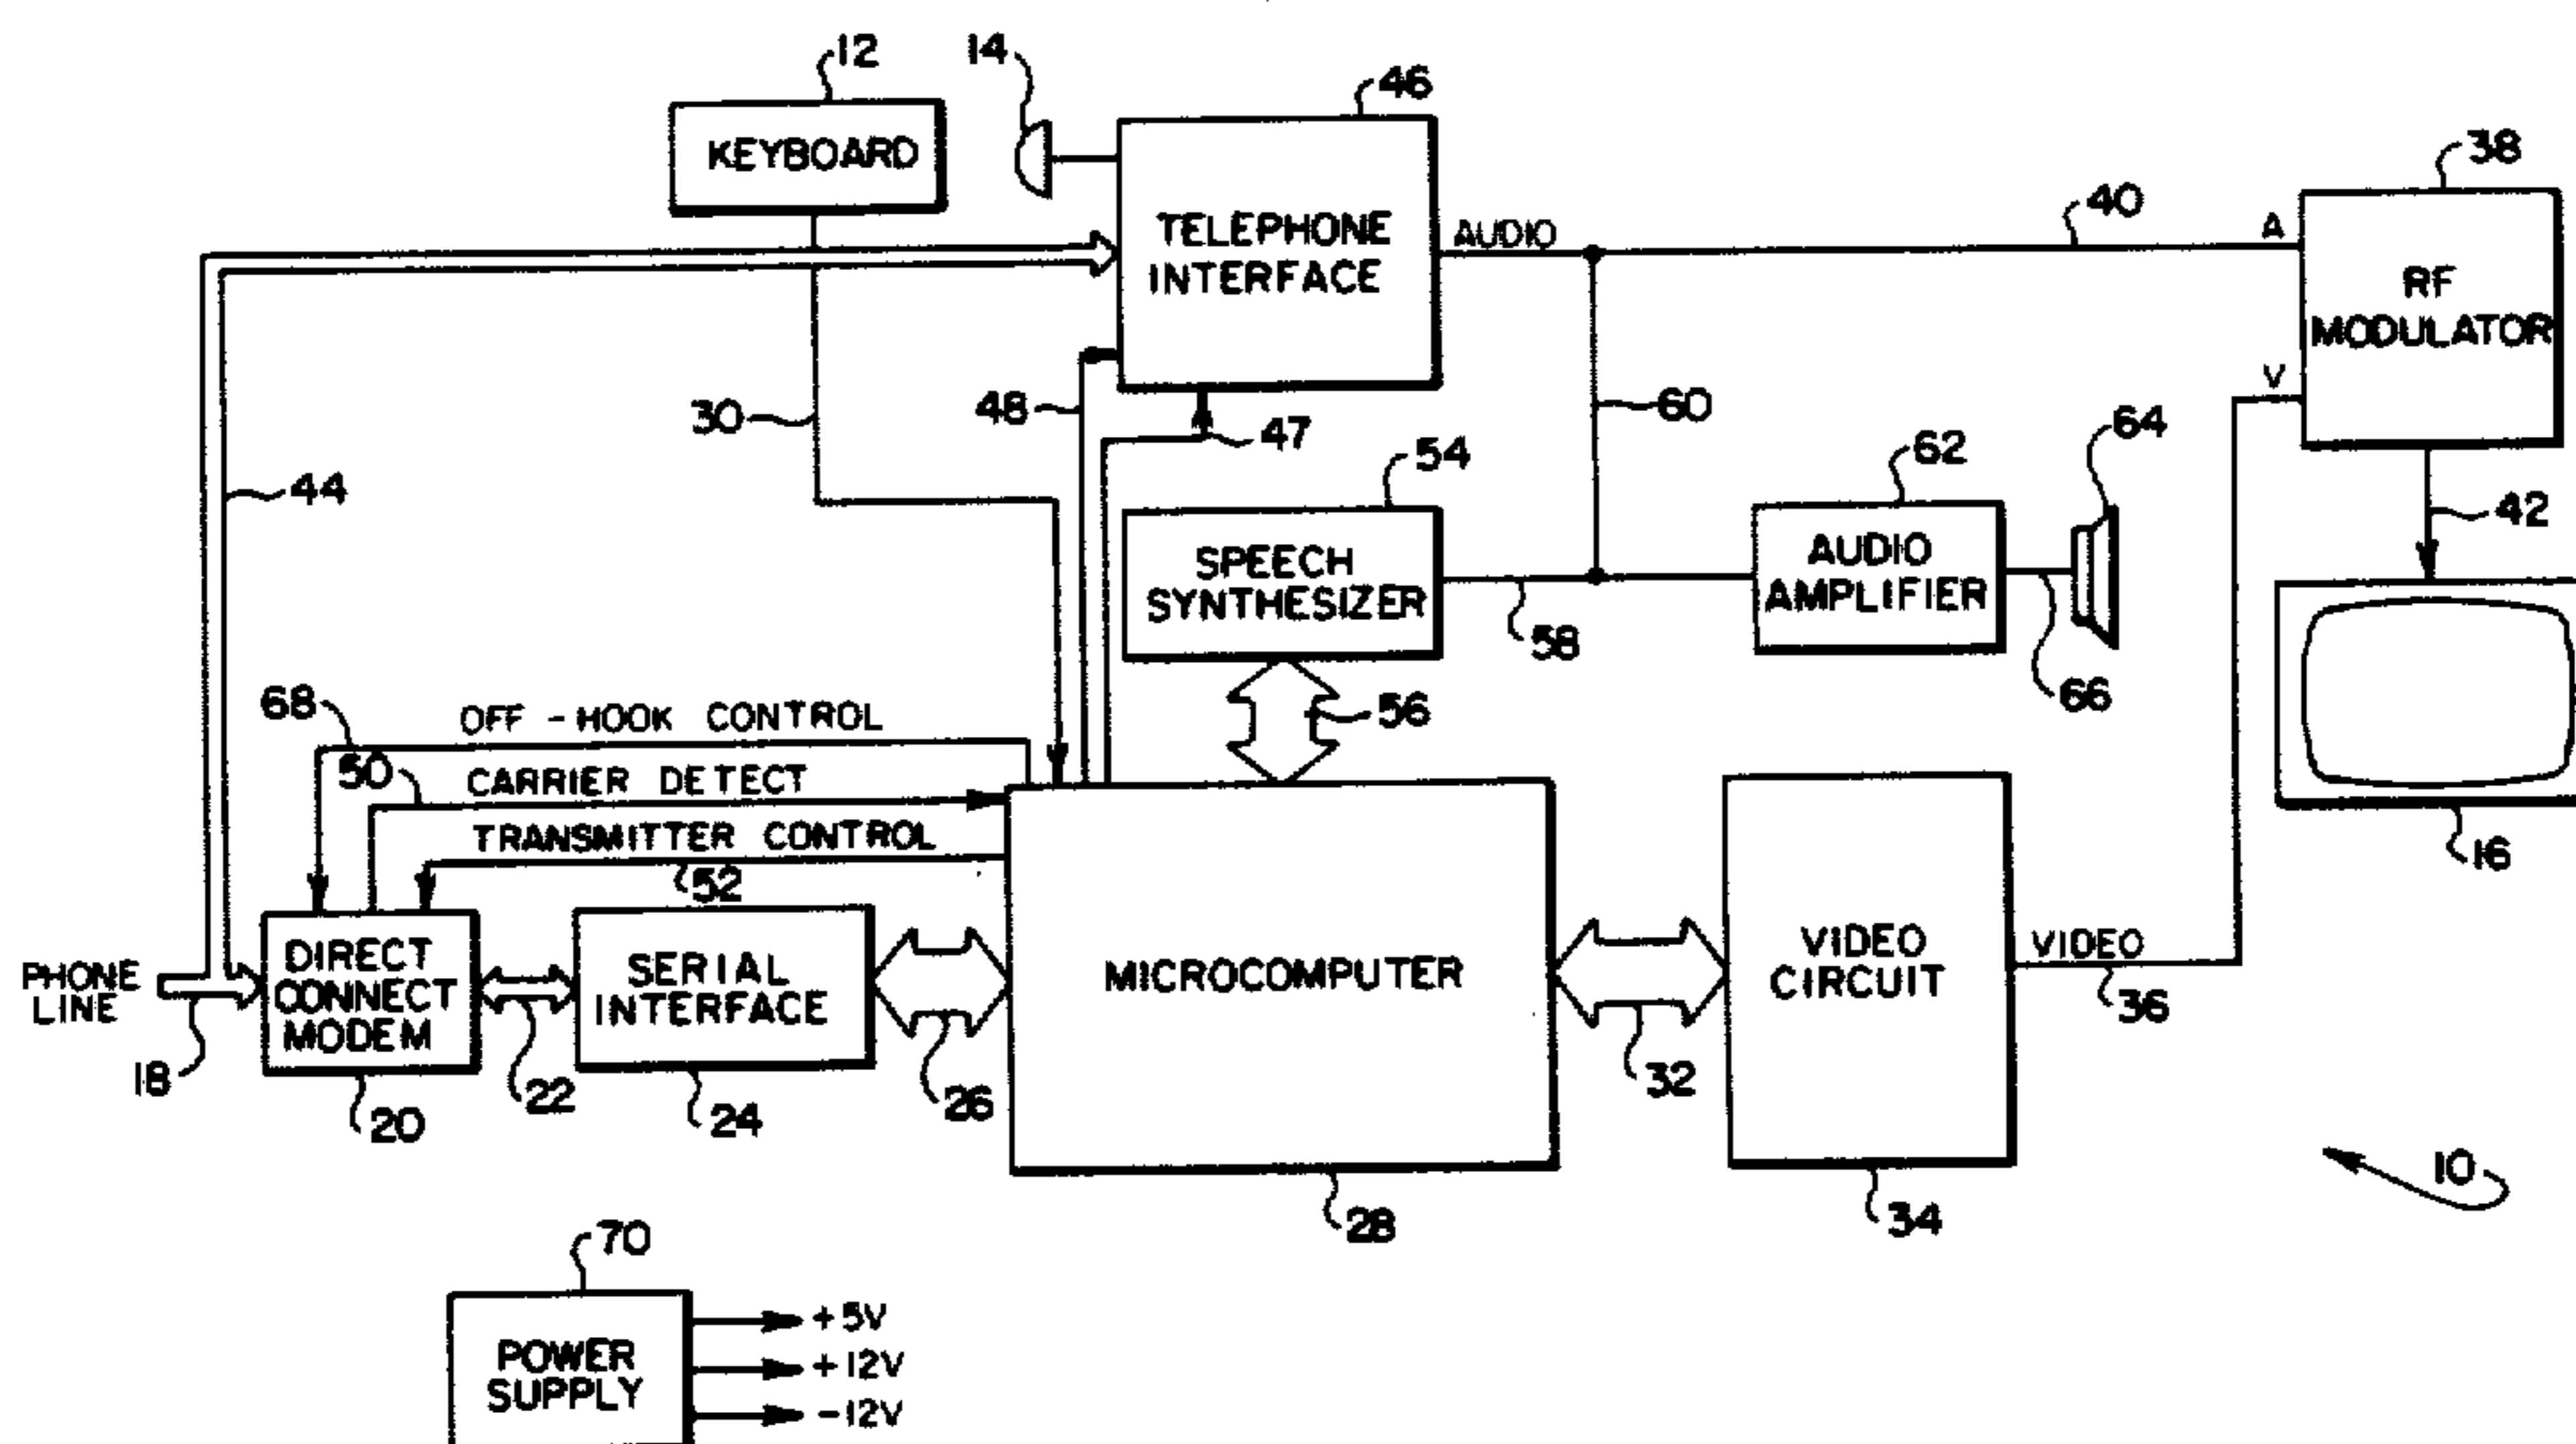 12
14
46
KEYBOARD
38
TELEPHONE
INTERFACE
AUDIO
40
A
RF
MODULATOR
V
30
48
47
60
44
54
62
64
42
SPEECH
SYNTHESIZER
AUDIO
AMPLIFIER
58
66
56
68
OFF - HOOK CONTROL
50
CARRIER DETECT
TRANSMITTER CONTROL
52
16
PHONE
LINE
DIRECT
CONNECT
MODEM
SERIAL
INTERFACE
MICROCOMPUTER
VIDEO
CIRCUIT
VIDEO
36
18
22
26
32
20
24
28
34
10
70
POWER
SUPPLY
+5V
+12V
-12V